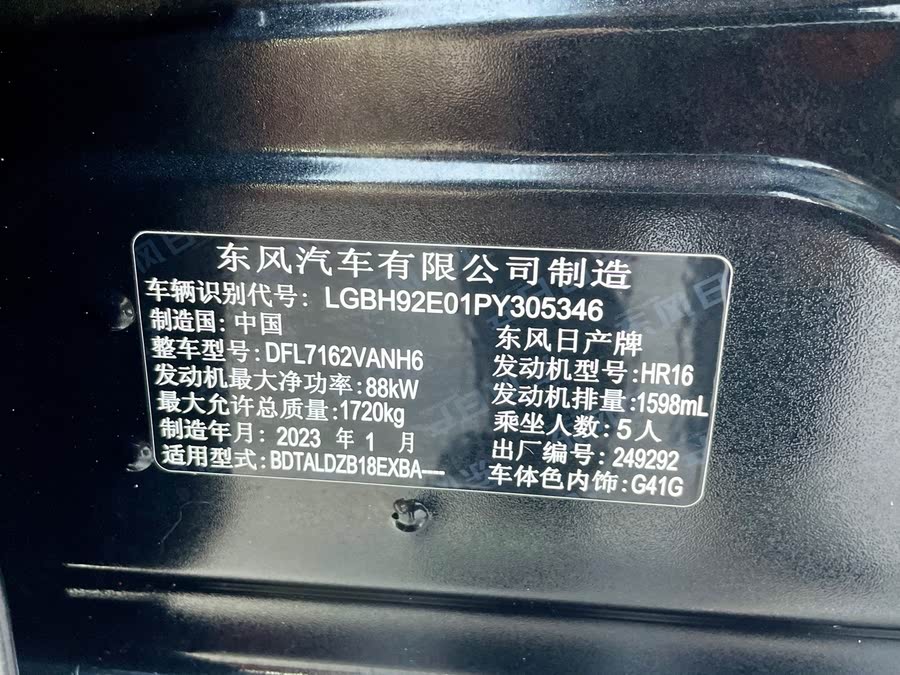 东风汽车有限公司制造
车辆识别代号: LGBH92E01PY305346
制造国: 中国
东风日产牌
整车型号: DFL7162VANH6
发动机型号: HR16
发动机最大净功率: 88kW
发动机排量: 1598mL
最大允许总质量: 1720kg
乘坐人数: 5人
制造年月: 2023 年 1 月
出厂编号: 249292
适用型式: BDTALDZB18EXBA-----
车体色内饰: G41G